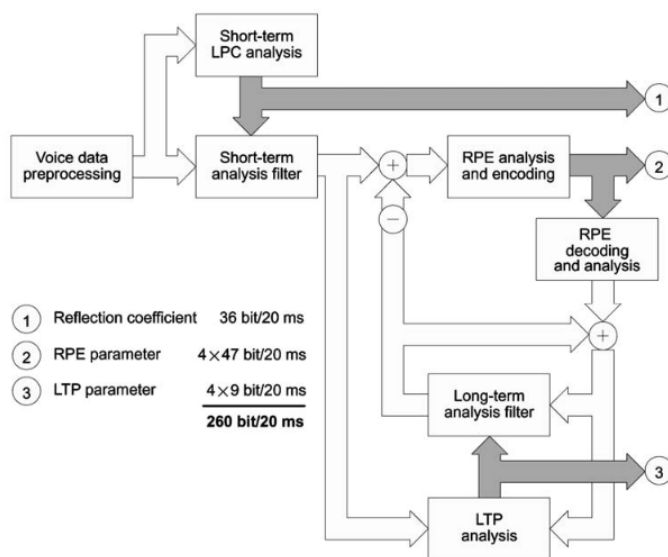 Short-term
LPC analysis
1
Voice data
preprocessing
Short-term
analysis filter
+
RPE analysis
and encoding
2
−
RPE
decoding
and analysis
1 Reflection coefficient 36 bit/20 ms
+
2 RPE parameter 4×47 bit/20 ms
3 LTP parameter 4×9 bit/20 ms
260 bit/20 ms
Long-term
analysis filter
3
LTP
analysis